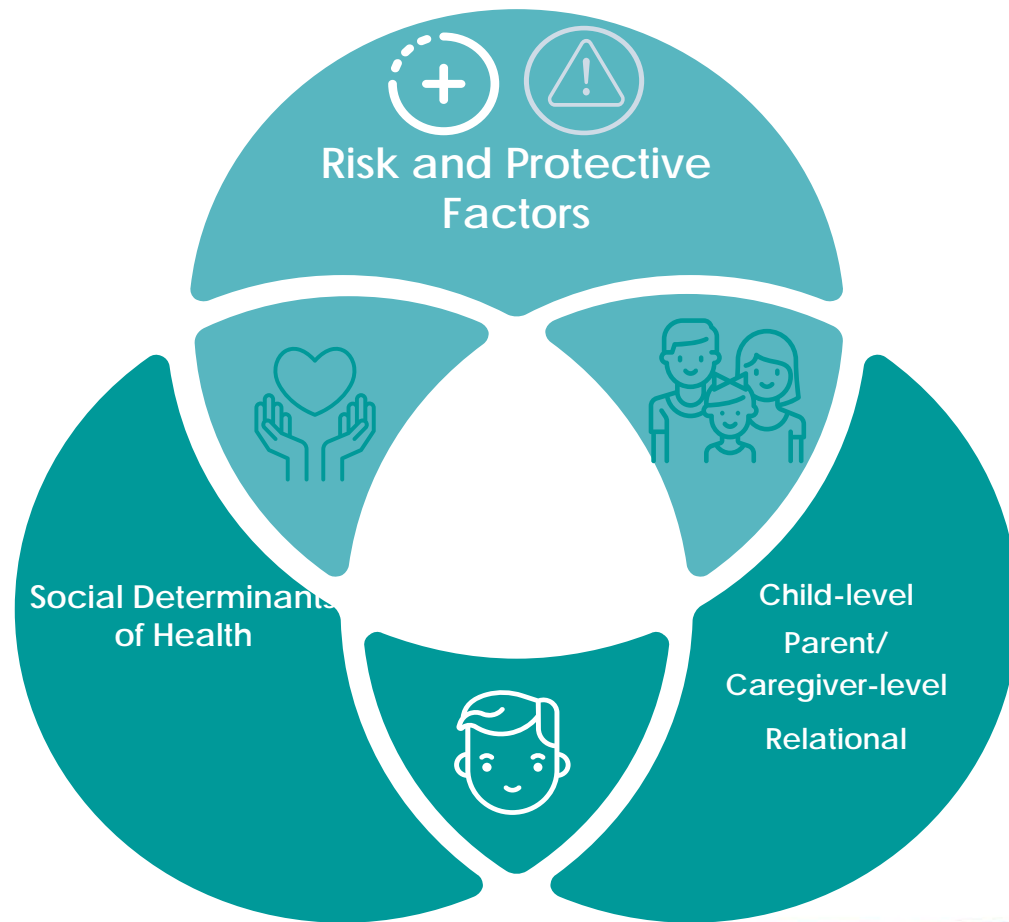 Risk and Protective
Factors
Social Determinants
of Health
Child-level
Parent/
Caregiver-level
Relational